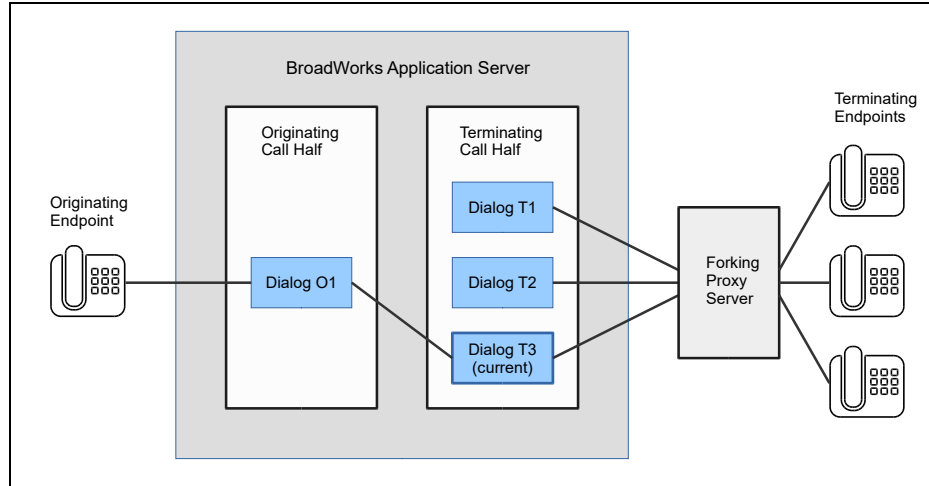 BroadWorks Application Server
Originating
Call Half
Terminating
Call Half
Terminating
Endpoints
Originating
Endpoint
Dialog O1
Dialog T1
Dialog T2
Dialog T3
(current)
Forking
Proxy
Server